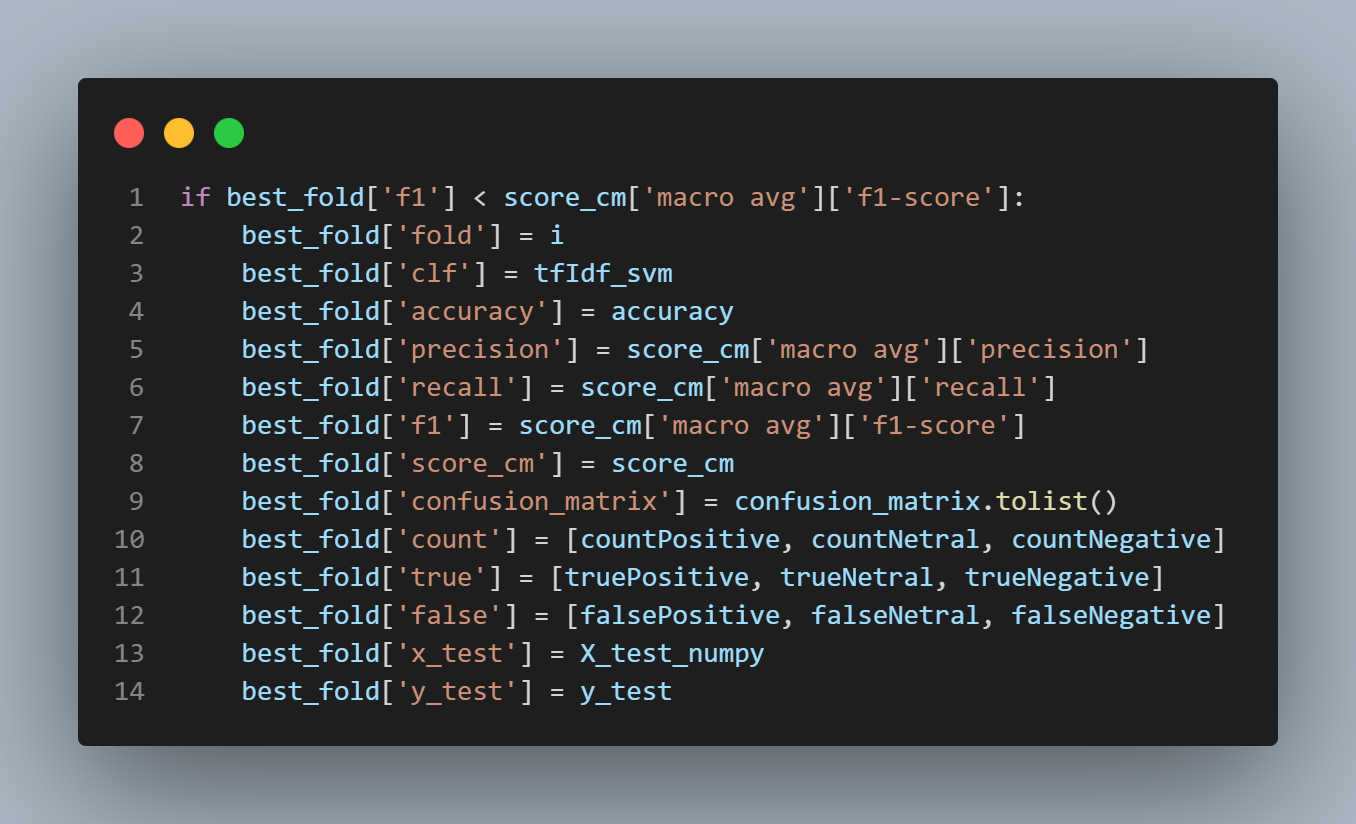 1 if best_fold['f1'] < score_cm['macro avg']['f1-score']:
2     best_fold['fold'] = i
3     best_fold['clf'] = tfIdf_svm
4     best_fold['accuracy'] = accuracy
5     best_fold['precision'] = score_cm['macro avg']['precision']
6     best_fold['recall'] = score_cm['macro avg']['recall']
7     best_fold['f1'] = score_cm['macro avg']['f1-score']
8     best_fold['score_cm'] = score_cm
9     best_fold['confusion_matrix'] = confusion_matrix.tolist()
10     best_fold['count'] = [countPositive, countNetral, countNegative]
11     best_fold['true'] = [truePositive, trueNetral, trueNegative]
12     best_fold['false'] = [falsePositive, falseNetral, falseNegative]
13     best_fold['x_test'] = X_test_numpy
14     best_fold['y_test'] = y_test